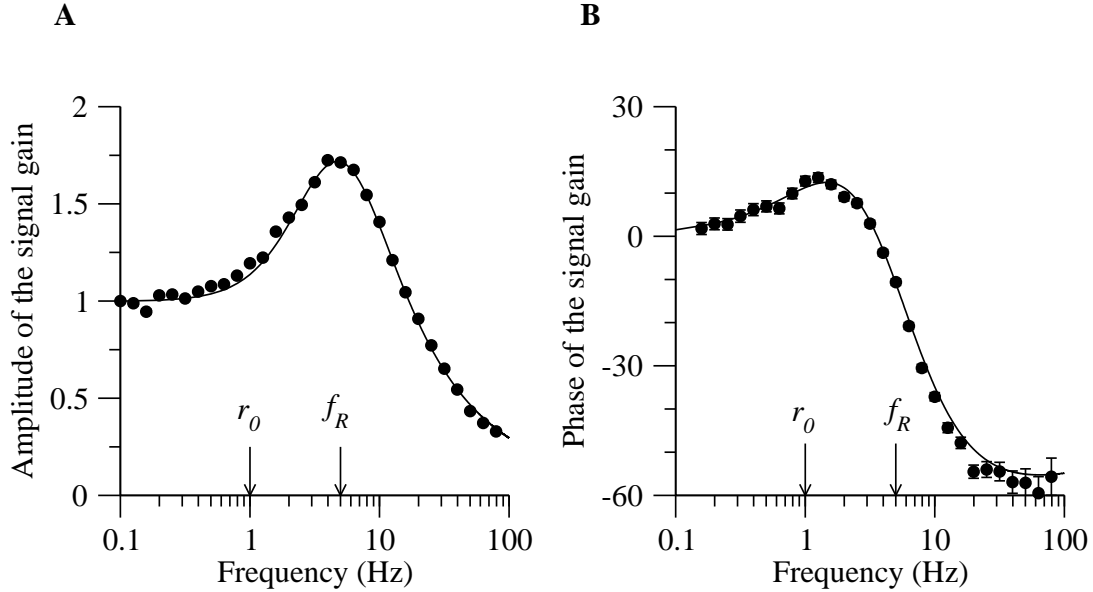 A
Amplitude of the signal gain
2
1.5
1
0.5
0
r0
fR
0.1
1
10
100
Frequency (Hz)
B
Phase of the signal gain
30
0
-30
-60
r0
fR
0.1
1
10
100
Frequency (Hz)